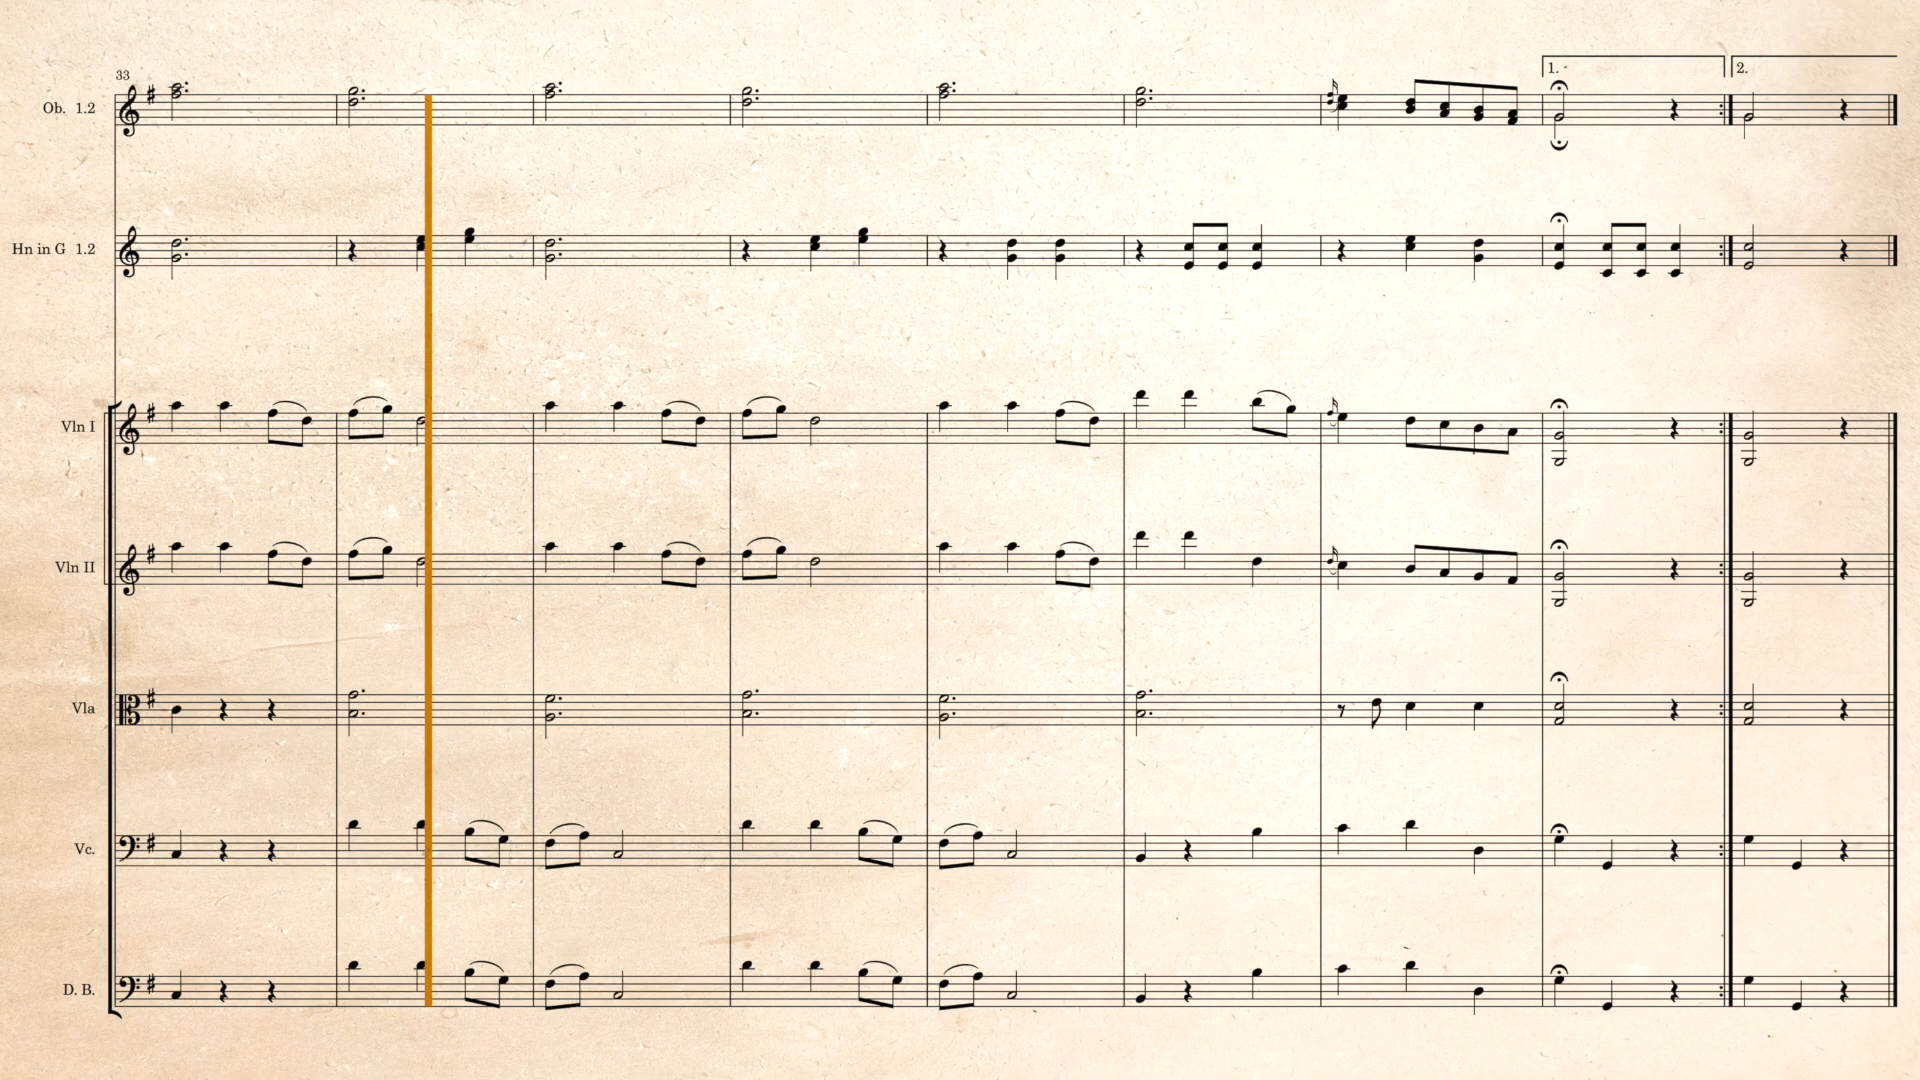 33
1.
2.
Ob. 1.2
Hn in G 1.2
Vln I
Vln II
Vla
Vc.
D. B.